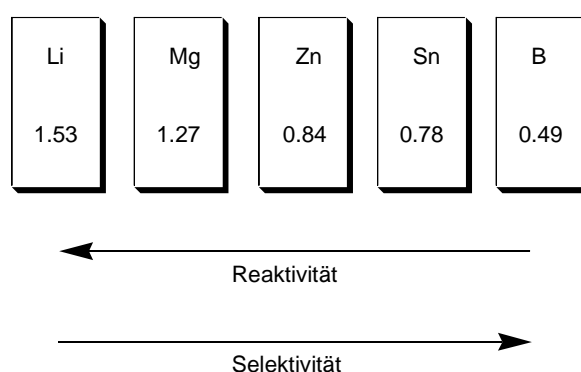 Li Mg Zn Sn B
1.53 1.27 0.84 0.78 0.49
Reaktivität
Selektivität